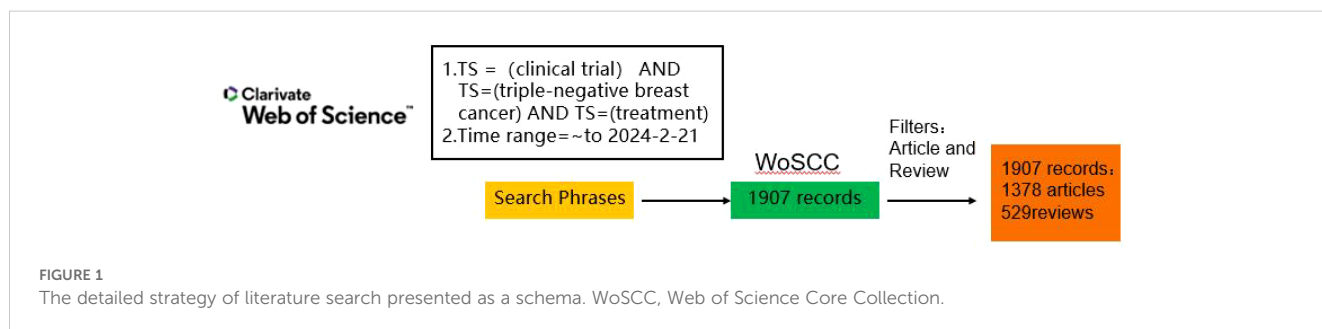 Clarivate
Web of Science™
1.TS = （clinical trial） AND
TS=(triple-negative breast
cancer) AND TS=(treatment)
2.Time range=~to 2024-2-21
Search Phrases
WoSCC
1907 records
Filters：
Article and
Review
1907 records：
1378 articles
529reviews
FIGURE 1
The detailed strategy of literature search presented as a schema. WoSCC, Web of Science Core Collection.